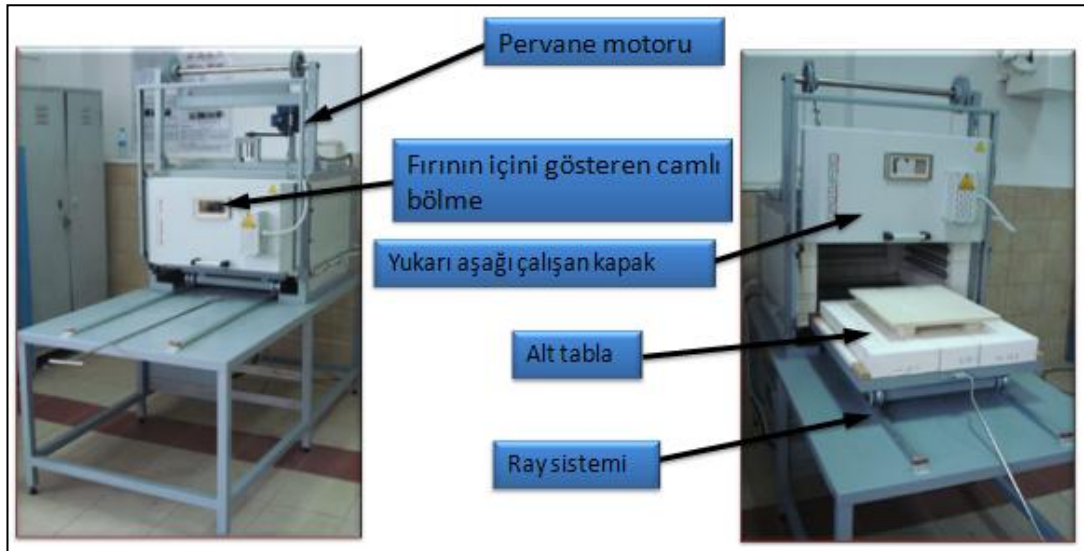 Pervane motoru
Fırının içini gösteren camlı
bölme
Yukarı aşağı çalışan kapak
Alt tabla
Ray sistemi